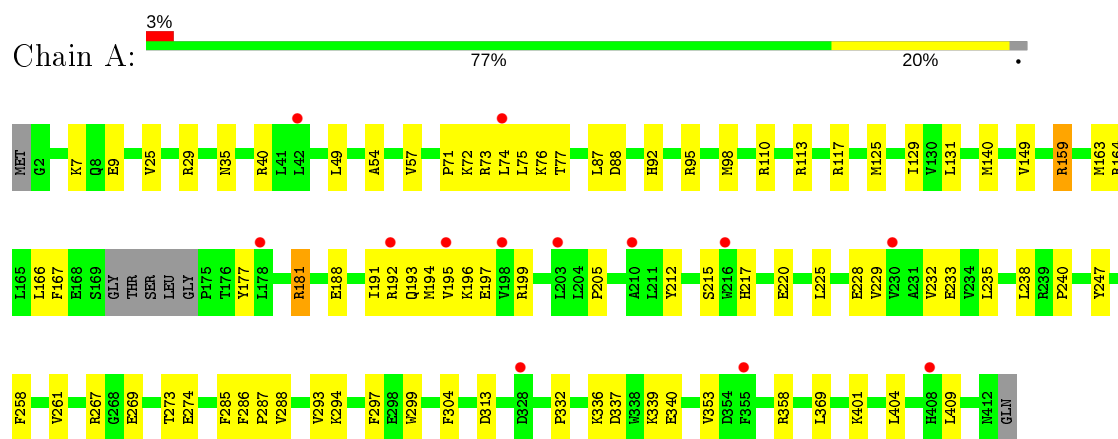 3%
Chain A:
77% 20% •
MET G2 K7 Q8 E9 V25 R29 N35 R40 L41 L42 L49 A54 V57 P71 K72 R73 L74 L75 K76 T77 L87 D88 H92 R95 M98 R110 R113 R117 M125 I129 V130 L131 M140 V149 R159 M163 R164
L165 L166 F167 E168 S169 GLY THR SER LEU GLY P175 T176 Y177 L178 R181 E188 I191 R192 Q193 M194 V195 K196 E197 V198 R199 L203 L204 P205 A210 L211 Y212 S215 W216 H217 E220 L225 E228 V229 V230 A231 V232 E233 V234 L235 L238 R239 P240 Y247
F258 V261 R267 G268 E269 T273 E274 F285 F286 P287 V288 V293 K294 F297 E298 W299 F304 D313 D328 P332 K336 D337 W338 K339 E340 V353 D354 F355 R358 L369 K401 L404 H408 L409 N412 GLN